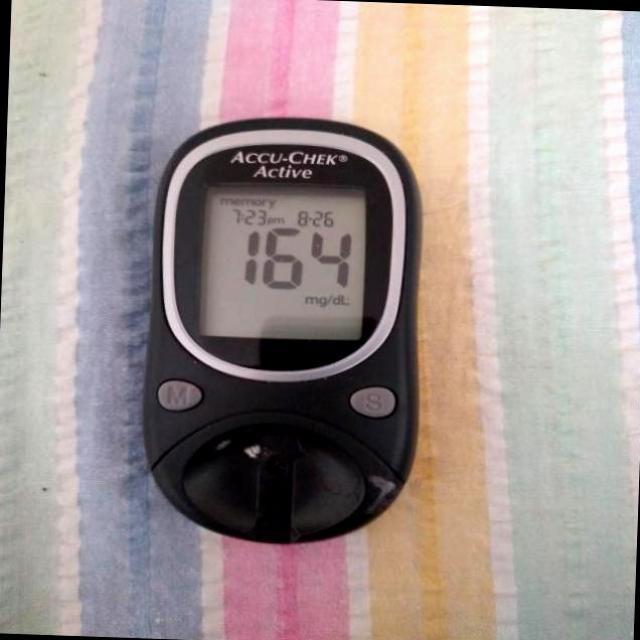 ACCU-CHEK®
Active
memory
7:23pm 8-26
164
mg/dL
M
S